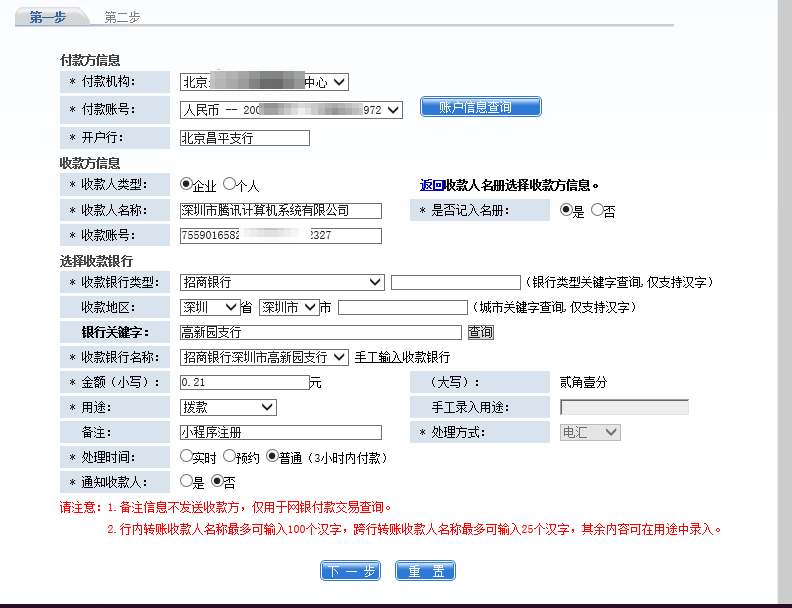 第一步 第二步
付款方信息
* 付款机构: 北京 中心
* 付款账号: 人民币 -- 200 972 账户信息查询
* 开户行: 北京昌平支行
收款方信息
* 收款人类型: 企业 个人 返回收款人名册选择收款方信息。
* 收款人名称: 深圳市腾讯计算机系统有限公司 * 是否记入名册: 是 否
* 收款账号: 7559016582 2327
选择收款银行
* 收款银行类型: 招商银行 (银行类型关键字查询,仅支持汉字)
收款地区: 深圳 省 深圳市 市 (城市关键字查询,仅支持汉字)
银行关键字: 高新园支行 查询
* 收款银行名称: 招商银行深圳市高新园支行 手工输入收款银行
* 金额(小写): 0.21 元 (大写): 贰角壹分
* 用途: 拨款 手工录入用途:
备注: 小程序注册 * 处理方式: 电汇
* 处理时间: 实时 预约 普通(3小时内付款)
* 通知收款人: 是 否
请注意: 1.备注信息不发送收款方,仅用于网银付款交易查询。
2.行内转账收款人名称最多可输入100个汉字,跨行转账收款人名称最多可输入25个汉字,其余内容可在用途中录入。
下一步 重置